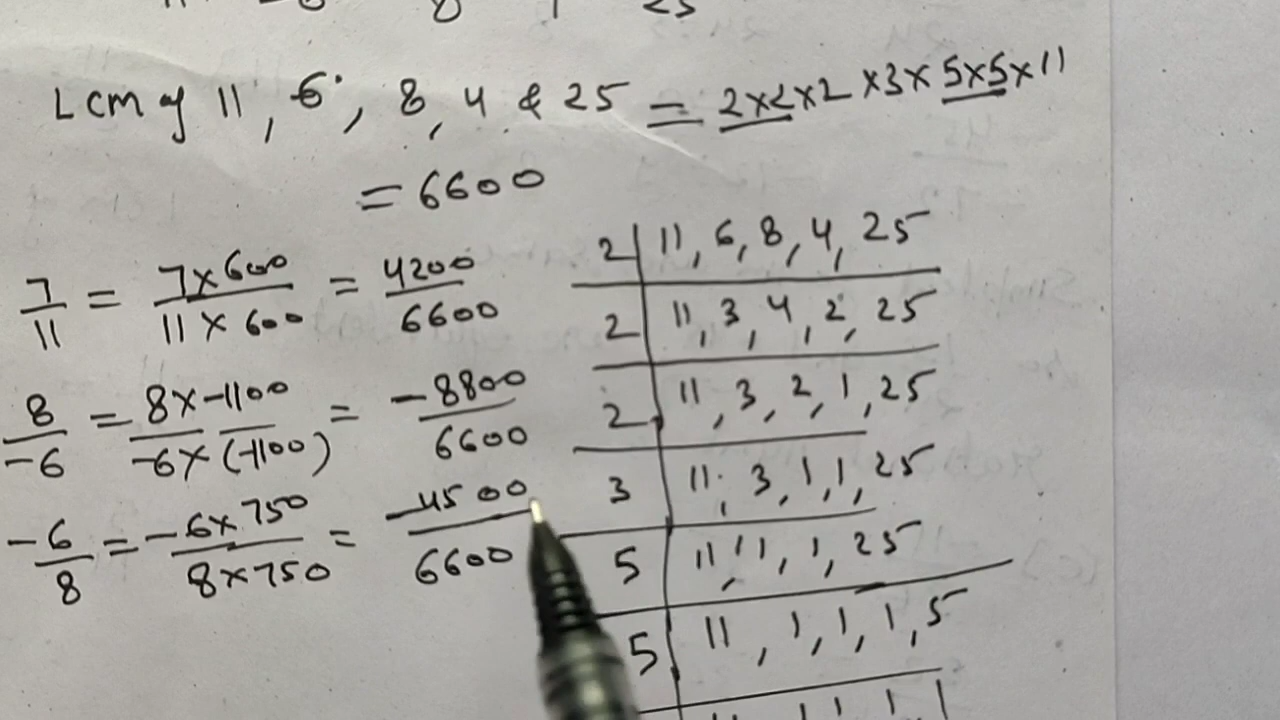 Lcm of 11, 6, 8, 4 & 25 = 2×2×2×3×5×5×11
= 6600
7/11 = 7×600/11×600 = 4200/6600
8/-6 = 8×-1100/-6×(-1100) = -8800/6600
-6/8 = -6×750/8×750 = -4500/6600
2 | 11, 6, 8, 4, 25
2 | 11, 3, 4, 2, 25
2 | 11, 3, 2, 1, 25
3 | 11, 3, 1, 1, 25
5 | 11, 1, 1, 25
5 | 11, 1, 1, 1, 5